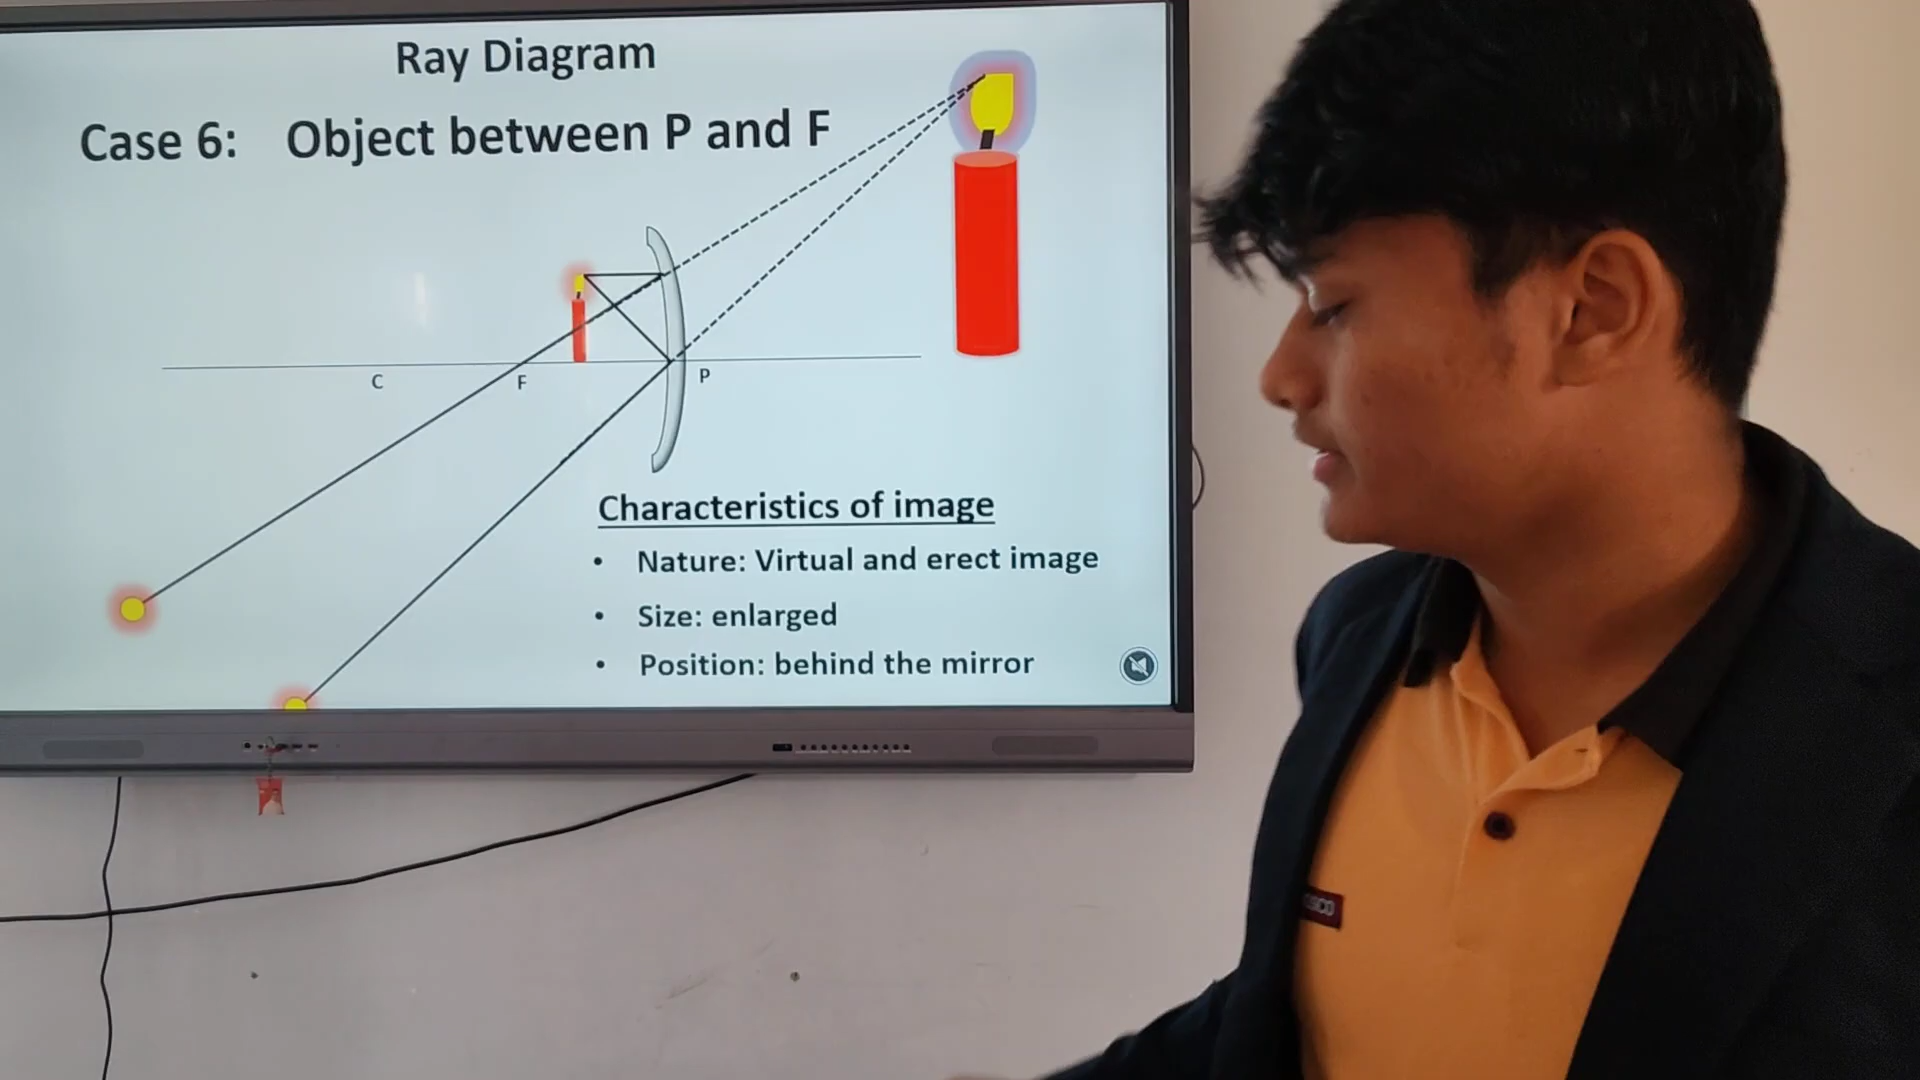 Ray Diagram
Case 6: Object between P and F
C
F
P
Characteristics of image
• Nature: Virtual and erect image
• Size: enlarged
• Position: behind the mirror